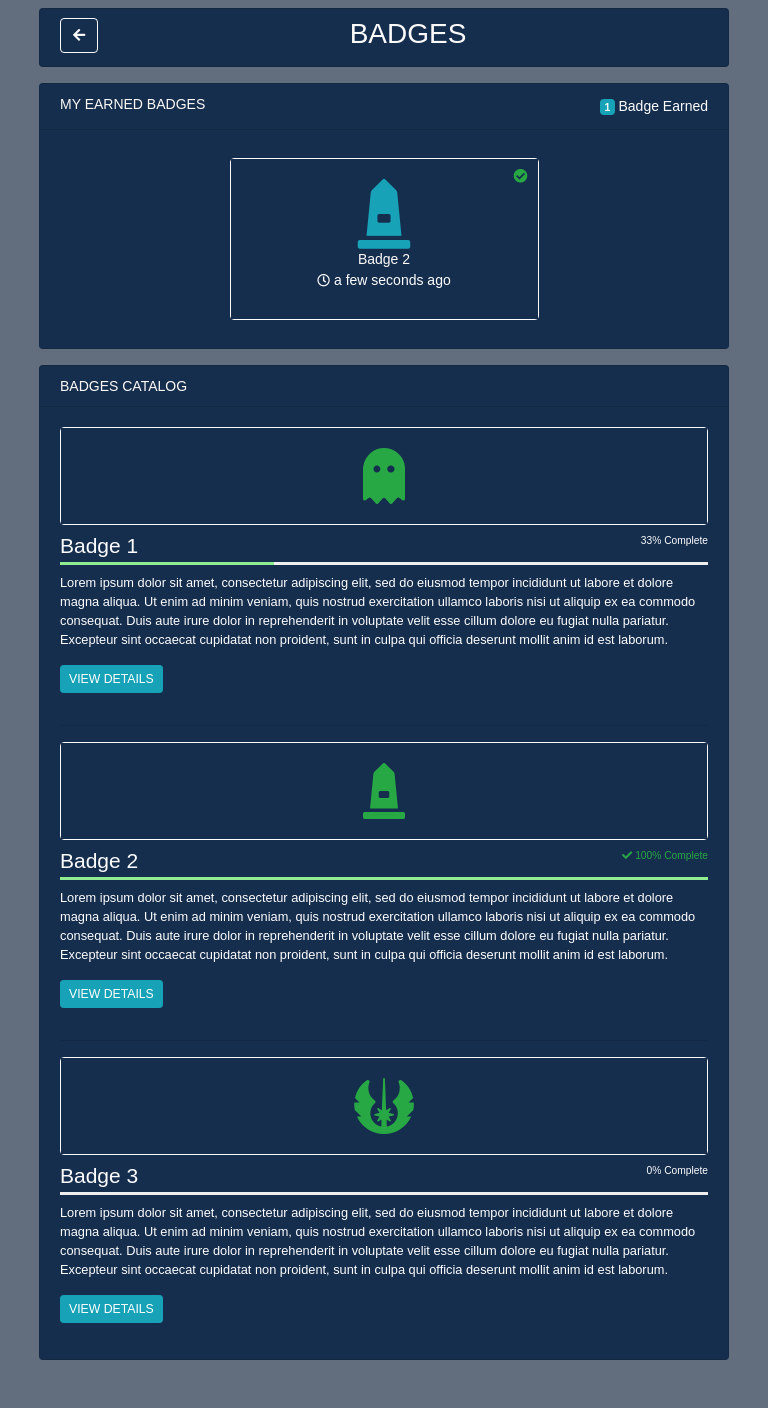 BADGES
MY EARNED BADGES
1 Badge Earned
Badge 2
a few seconds ago
BADGES CATALOG
Badge 1
33% Complete
Lorem ipsum dolor sit amet, consectetur adipiscing elit, sed do eiusmod tempor incididunt ut labore et dolore
magna aliqua. Ut enim ad minim veniam, quis nostrud exercitation ullamco laboris nisi ut aliquip ex ea commodo
consequat. Duis aute irure dolor in reprehenderit in voluptate velit esse cillum dolore eu fugiat nulla pariatur.
Excepteur sint occaecat cupidatat non proident, sunt in culpa qui officia deserunt mollit anim id est laborum.
VIEW DETAILS
Badge 2
100% Complete
Lorem ipsum dolor sit amet, consectetur adipiscing elit, sed do eiusmod tempor incididunt ut labore et dolore
magna aliqua. Ut enim ad minim veniam, quis nostrud exercitation ullamco laboris nisi ut aliquip ex ea commodo
consequat. Duis aute irure dolor in reprehenderit in voluptate velit esse cillum dolore eu fugiat nulla pariatur.
Excepteur sint occaecat cupidatat non proident, sunt in culpa qui officia deserunt mollit anim id est laborum.
VIEW DETAILS
Badge 3
0% Complete
Lorem ipsum dolor sit amet, consectetur adipiscing elit, sed do eiusmod tempor incididunt ut labore et dolore
magna aliqua. Ut enim ad minim veniam, quis nostrud exercitation ullamco laboris nisi ut aliquip ex ea commodo
consequat. Duis aute irure dolor in reprehenderit in voluptate velit esse cillum dolore eu fugiat nulla pariatur.
Excepteur sint occaecat cupidatat non proident, sunt in culpa qui officia deserunt mollit anim id est laborum.
VIEW DETAILS